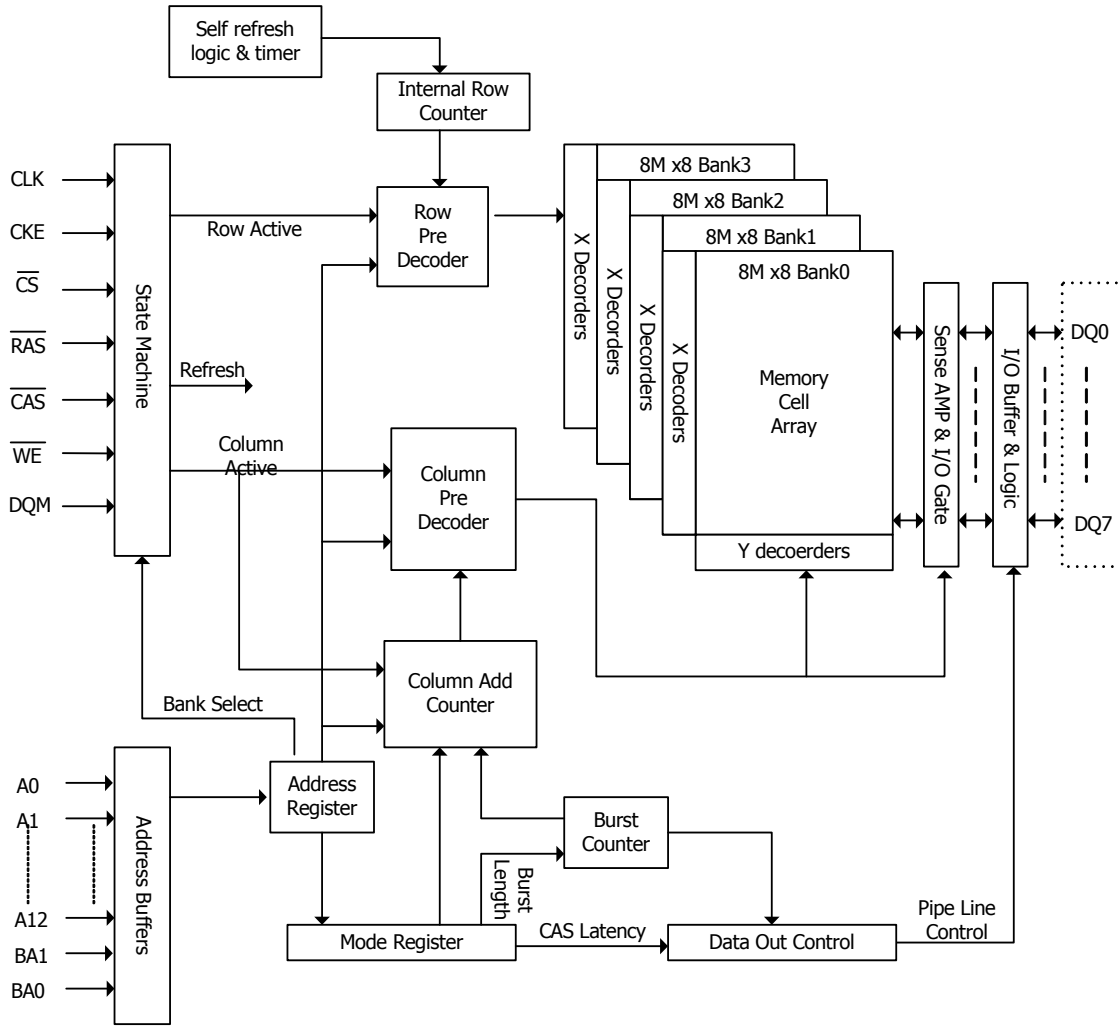 Self refresh
logic & timer
Internal Row
Counter
CLK
CKE
CS
RAS
CAS
WE
DQM
State Machine
Row Active
Refresh
Column
Active
Row
Pre
Decoder
Column
Pre
Decoder
X Decorders
X Decorders
X Decorders
X Decoders
8M x8 Bank3
8M x8 Bank2
8M x8 Bank1
8M x8 Bank0
Memory
Cell
Array
Y decoerders
Sense AMP & I/O Gate
I/O Buffer & Logic
DQ0
DQ7
Bank Select
Column Add
Counter
A0
A1
A12
BA1
BA0
Address Buffers
Address
Register
Burst
Counter
Burst
Length
Mode Register
CAS Latency
Data Out Control
Pipe Line
Control